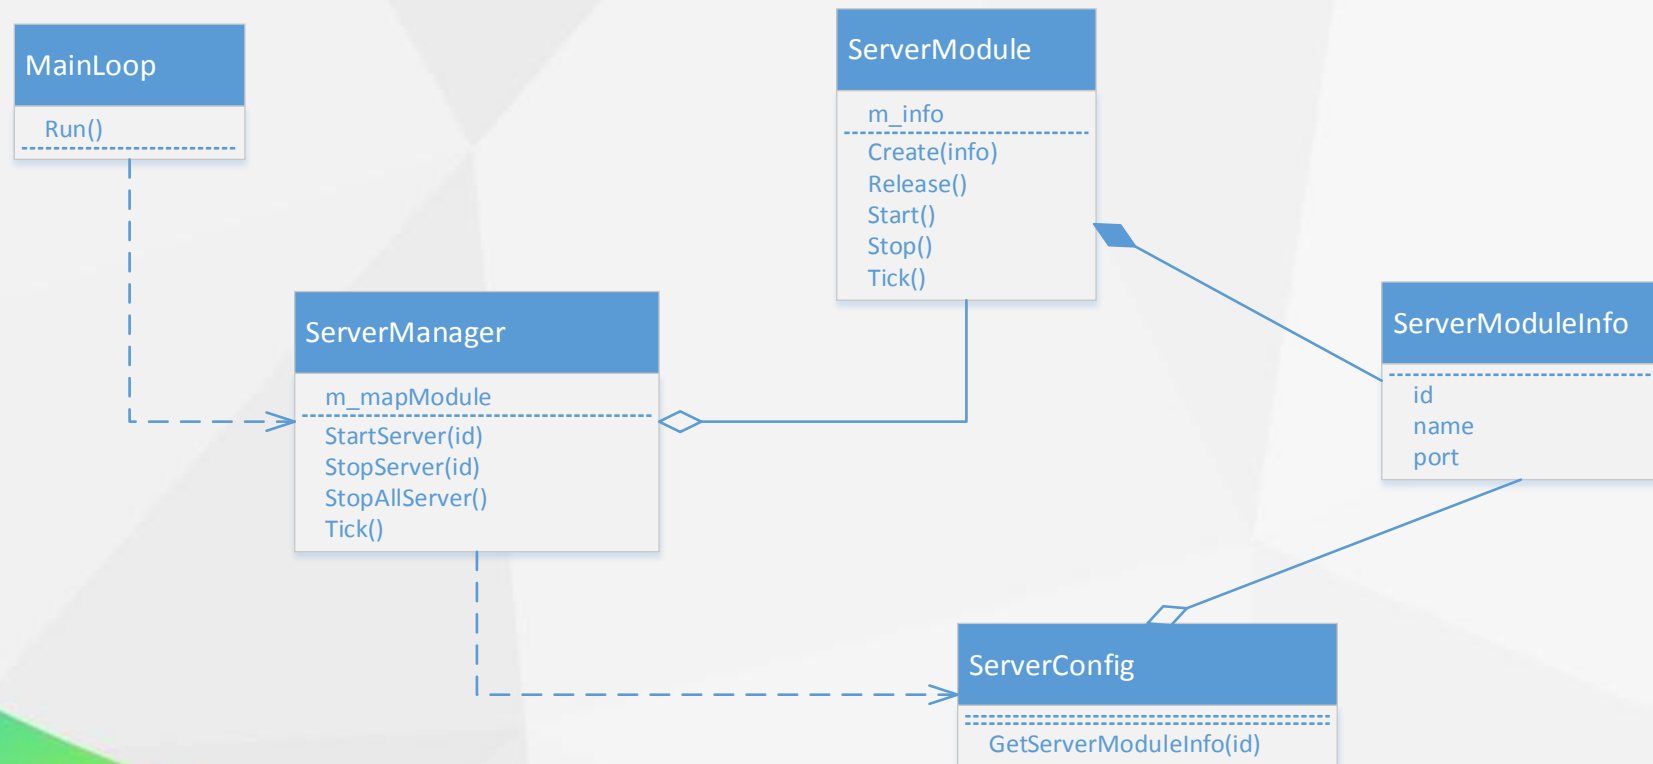 MainLoop
Run()
ServerModule
m_info
Create(info)
Release()
Start()
Stop()
Tick()
ServerManager
m_mapModule
StartServer(id)
StopServer(id)
StopAllServer()
Tick()
ServerModuleInfo
id
name
port
ServerConfig
GetServerModuleInfo(id)